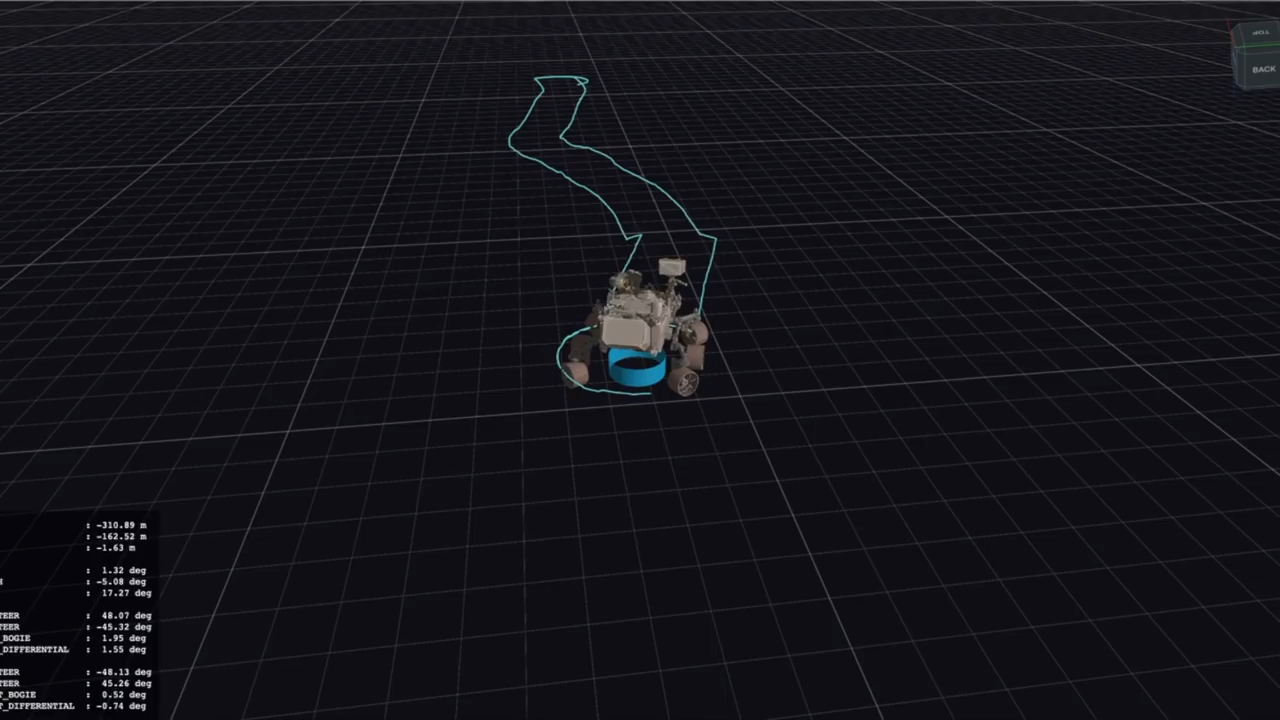 BACK
: -310.89 m
: -162.52 m
: -1.63 m
: 1.32 deg
: -5.08 deg
: 17.27 deg
TEER : 48.07 deg
TEER : -45.32 deg
_BOGIE : 1.95 deg
_DIFFERENTIAL : 1.55 deg
TEER : -48.13 deg
TEER : 45.26 deg
T_BOGIE : 0.52 deg
T_DIFFERENTIAL : -0.74 deg